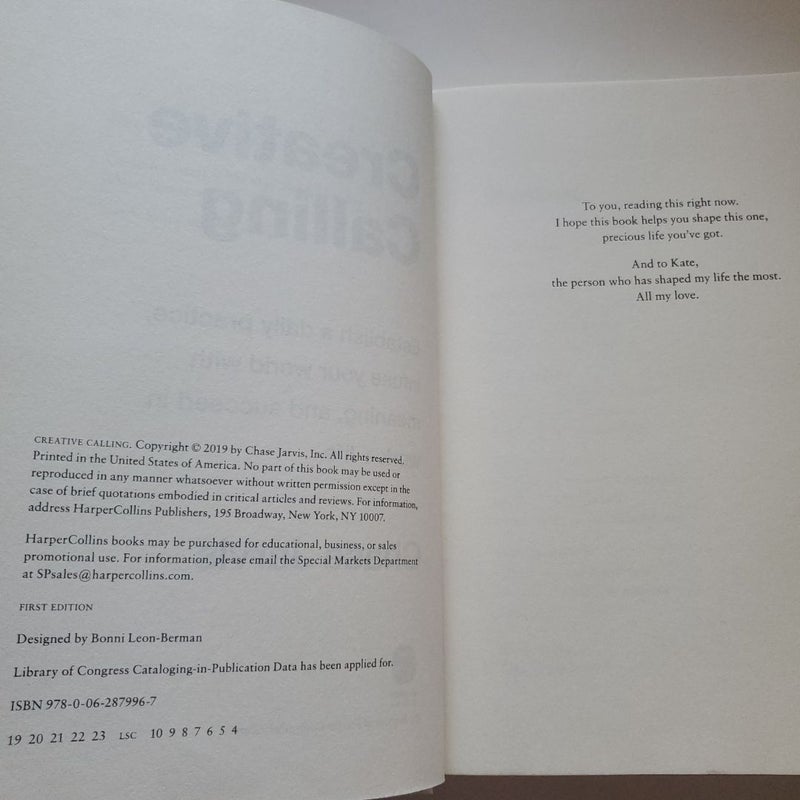 CREATIVE CALLING. Copyright © 2019 by Chase Jarvis, Inc. All rights reserved.
Printed in the United States of America. No part of this book may be used or
reproduced in any manner whatsoever without written permission except in the
case of brief quotations embodied in critical articles and reviews. For information,
address HarperCollins Publishers, 195 Broadway, New York, NY 10007.
HarperCollins books may be purchased for educational, business, or sales
promotional use. For information, please email the Special Markets Department
at SPsales@harpercollins.com.
FIRST EDITION
Designed by Bonni Leon-Berman
Library of Congress Cataloging-in-Publication Data has been applied for.
ISBN 978-0-06-287996-7
19 20 21 22 23 LSC 10 9 8 7 6 5 4
To you, reading this right now.
I hope this book helps you shape this one,
precious life you've got.
And to Kate,
the person who has shaped my life the most.
All my love.